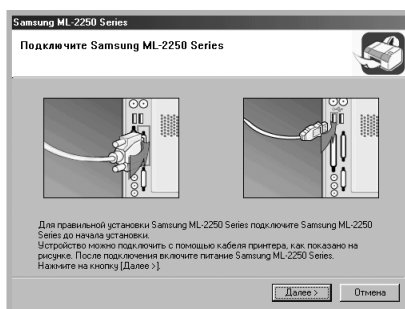 Samsung ML-2250 Series
Подключите Samsung ML-2250 Series
Для правильной установки Samsung ML-2250 Series подключите Samsung ML-2250
Series до начала установки.
Устройство можно подключить с помощью кабеля принтера, как показано на
рисунке. После подключения включите питание Samsung ML-2250 Series.
Нажмите на кнопку [Далее >].
Далее >
Отмена